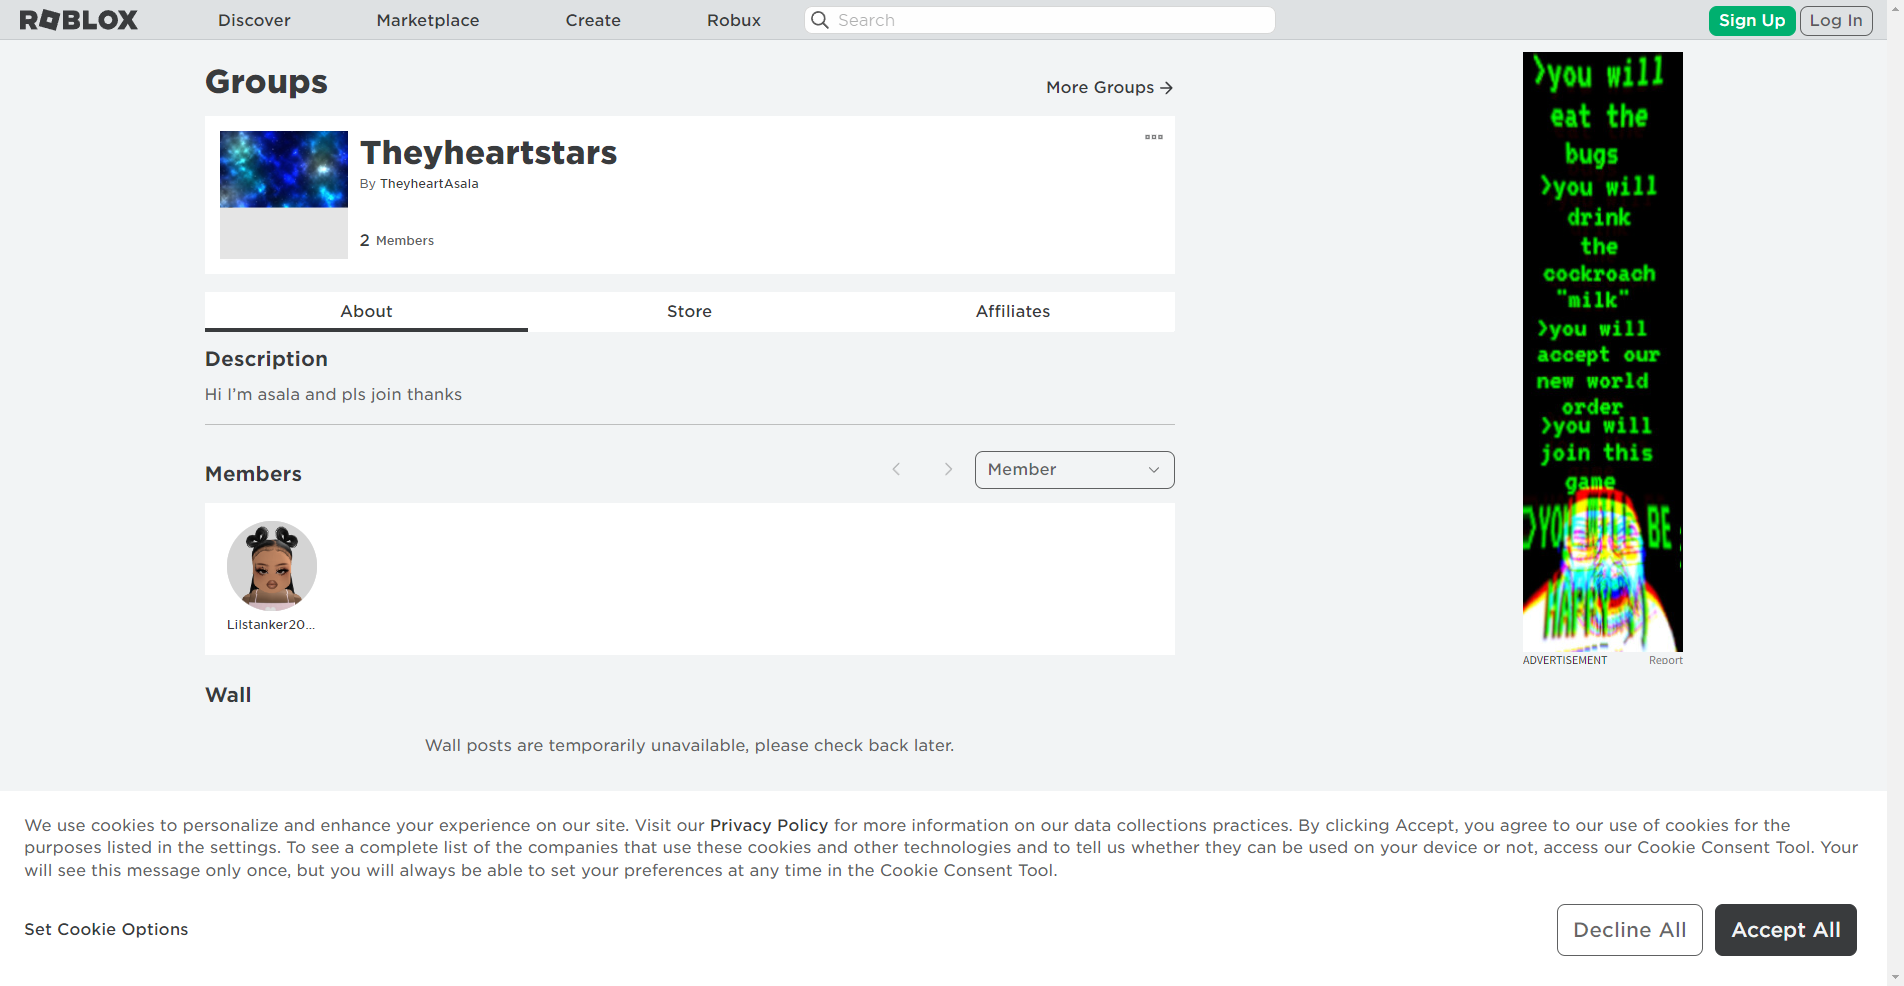 ROBLOX
Discover
Marketplace
Create
Robux
Search
Sign Up
Log In
Groups
More Groups
Theyheartstars
By TheyheartAsala
2 Members
About
Store
Affiliates
Description
Hi I'm asala and pls join thanks
Members
Member
Lilstanker20...
Wall
Wall posts are temporarily unavailable, please check back later.
>you will
eat the
bugs
>you will
drink
the
cockroach
"milk"
>you will
accept our
new world
order
>you will
join this
game
>YOU WILL BE
HAPPY
ADVERTISEMENT
Report
We use cookies to personalize and enhance your experience on our site. Visit our Privacy Policy for more information on our data collections practices. By clicking Accept, you agree to our use of cookies for the
purposes listed in the settings. To see a complete list of the companies that use these cookies and other technologies and to tell us whether they can be used on your device or not, access our Cookie Consent Tool. Your
will see this message only once, but you will always be able to set your preferences at any time in the Cookie Consent Tool.
Set Cookie Options
Decline All
Accept All